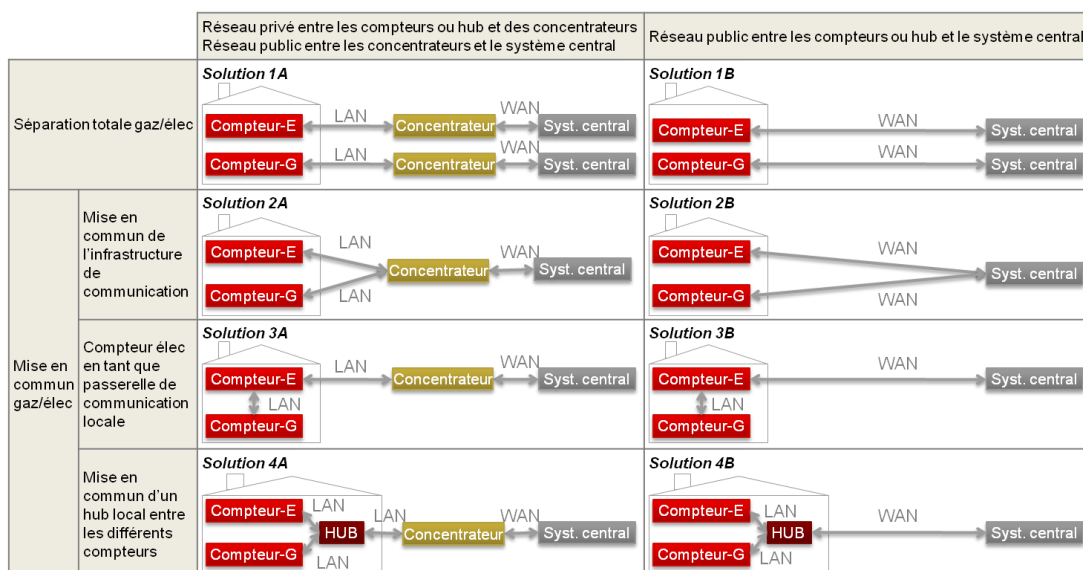 Réseau privé entre les compteurs ou hub et des concentrateurs
Réseau public entre les concentrateurs et le système central
Réseau public entre les compteurs ou hub et le système central
Séparation totale gaz/élec
Solution 1A
Compteur-E
LAN
Concentrateur
WAN
Syst. central
Compteur-G
LAN
Concentrateur
WAN
Syst. central
Solution 1B
Compteur-E
WAN
Syst. central
Compteur-G
WAN
Syst. central
Mise en
commun
gaz/élec
Mise en
commun de
l'infrastructure
de
communication
Solution 2A
Compteur-E
LAN
Concentrateur
WAN
Syst. central
Compteur-G
LAN
Solution 2B
Compteur-E
WAN
Syst. central
Compteur-G
WAN
Compteur élec
en tant que
passerelle de
communication
locale
Solution 3A
Compteur-E
LAN
Concentrateur
WAN
Syst. central
LAN
Compteur-G
Solution 3B
Compteur-E
WAN
Syst. central
LAN
Compteur-G
Mise en
commun d'un
hub local entre
les différents
compteurs
Solution 4A
Compteur-E
LAN
HUB
LAN
Concentrateur
WAN
Syst. central
Compteur-G
LAN
Solution 4B
Compteur-E
LAN
HUB
WAN
Syst. central
Compteur-G
LAN